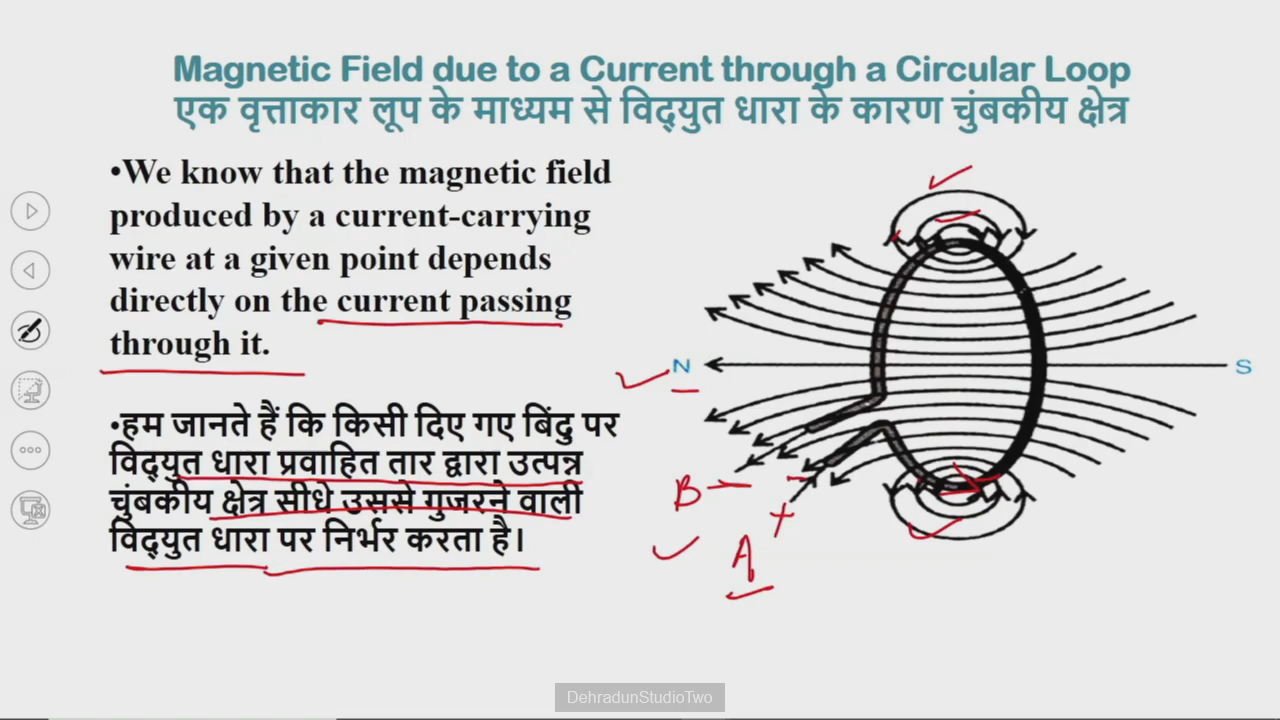 Magnetic Field due to a Current through a Circular Loop
एक वृत्ताकार लूप के माध्यम से विद्युत धारा के कारण चुंबकीय क्षेत्र
•We know that the magnetic field
produced by a current-carrying
wire at a given point depends
directly on the current passing
through it.
•हम जानते हैं कि किसी दिए गए बिंदु पर
विद्युत धारा प्रवाहित तार द्वारा उत्पन्न
चुंबकीय क्षेत्र सीधे उससे गुजरने वाली
विद्युत धारा पर निर्भर करता है।
N
S
B -
+
A
DehradunStudioTwo